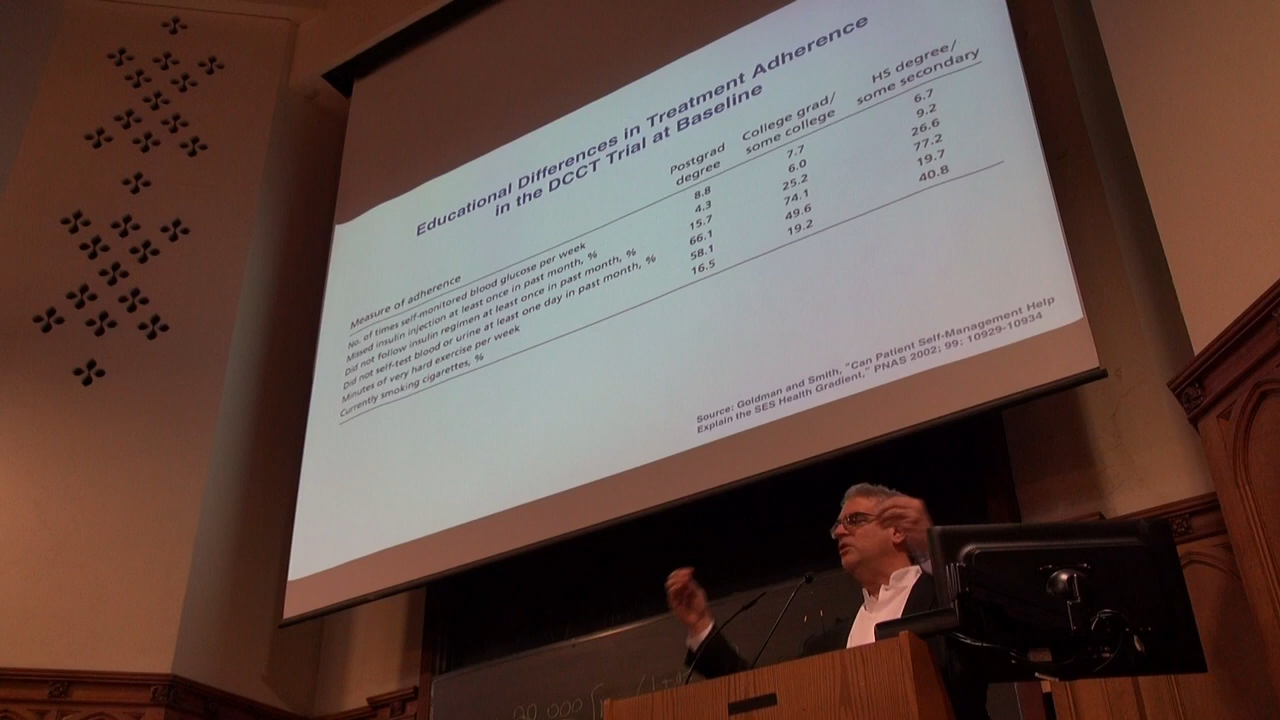 Educational Differences in Treatment Adherence
in the DCCT Trial at Baseline
Postgrad degree College grad/ some college HS degree/ some secondary
Measure of adherence
No. of times self-monitored blood glucose per week 8.8 7.7 6.7
Missed insulin injection at least once in past month, % 4.3 6.0 9.2
Did not follow insulin regimen at least once in past month, % 15.7 25.2 26.6
Did not self-test blood or urine at least one day in past month, % 66.1 74.1 77.2
Minutes of very hard exercise per week 58.1 49.6 19.7
Currently smoking cigarettes, % 16.5 19.2 40.8
Source: Goldman and Smith, "Can Patient Self-Management Help
Explain the SES Health Gradient," PNAS 2002; 99: 10929-10934